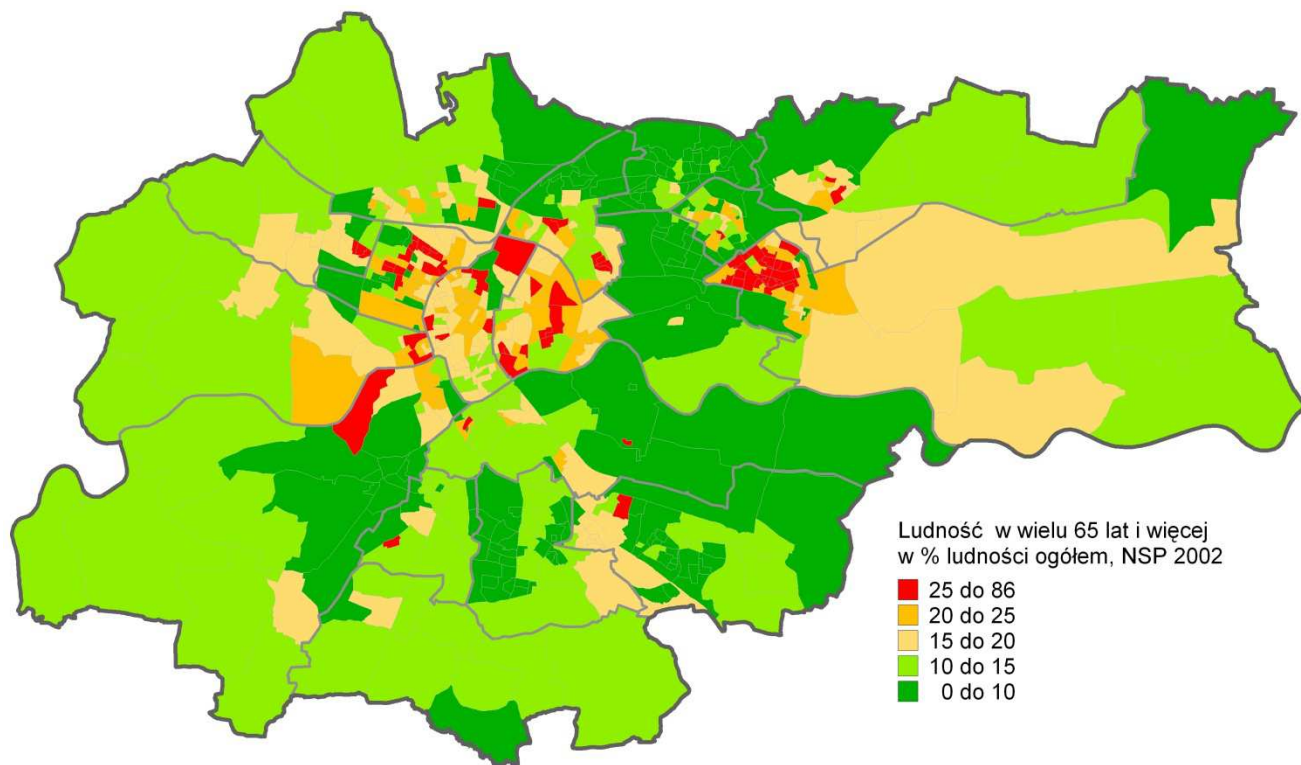 Ludność w wielu 65 lat i więcej
w % ludności ogółem, NSP 2002
25 do 86
20 do 25
15 do 20
10 do 15
0 do 10